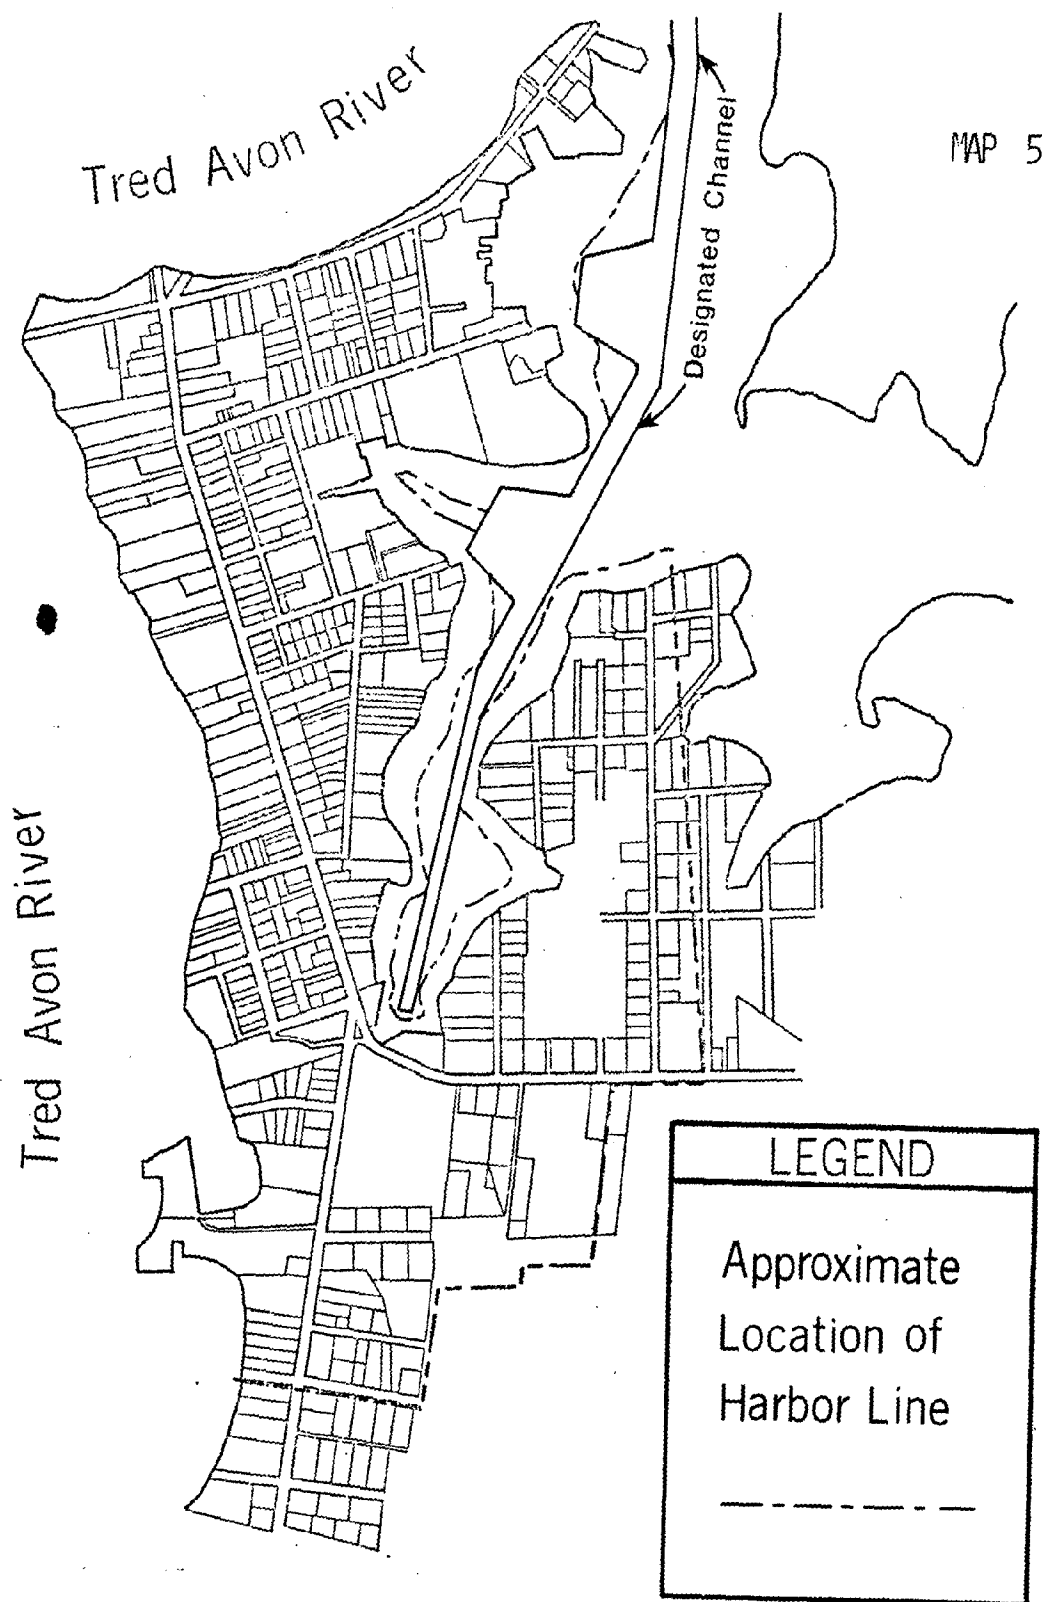 Tred Avon River
MAP 5
Designated Channel
Tred Avon River
LEGEND
Approximate
Location of
Harbor Line